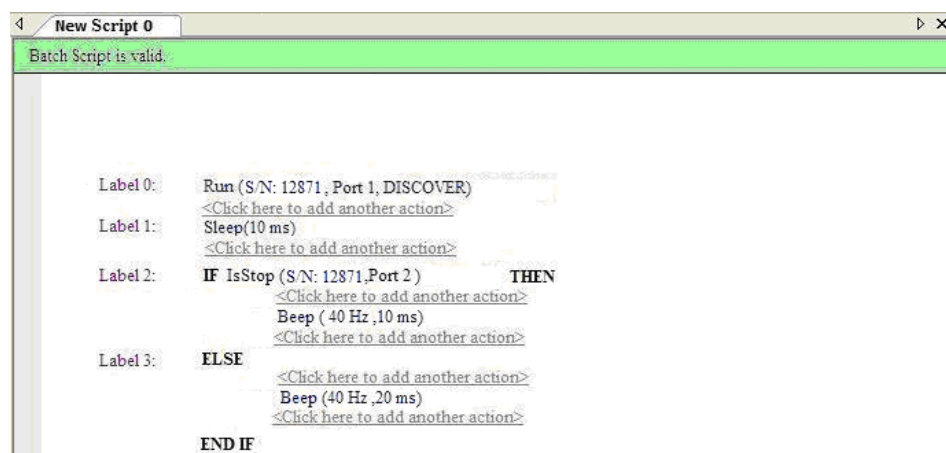 New Script 0
Batch Script is valid.
Label 0: Run (S/N: 12871, Port 1, DISCOVER)
<Click here to add another action>
Label 1: Sleep(10 ms)
<Click here to add another action>
Label 2: IF IsStop (S/N: 12871,Port 2 ) THEN
<Click here to add another action>
Beep ( 40 Hz ,10 ms)
<Click here to add another action>
Label 3: ELSE
<Click here to add another action>
Beep (40 Hz ,20 ms)
<Click here to add another action>
END IF